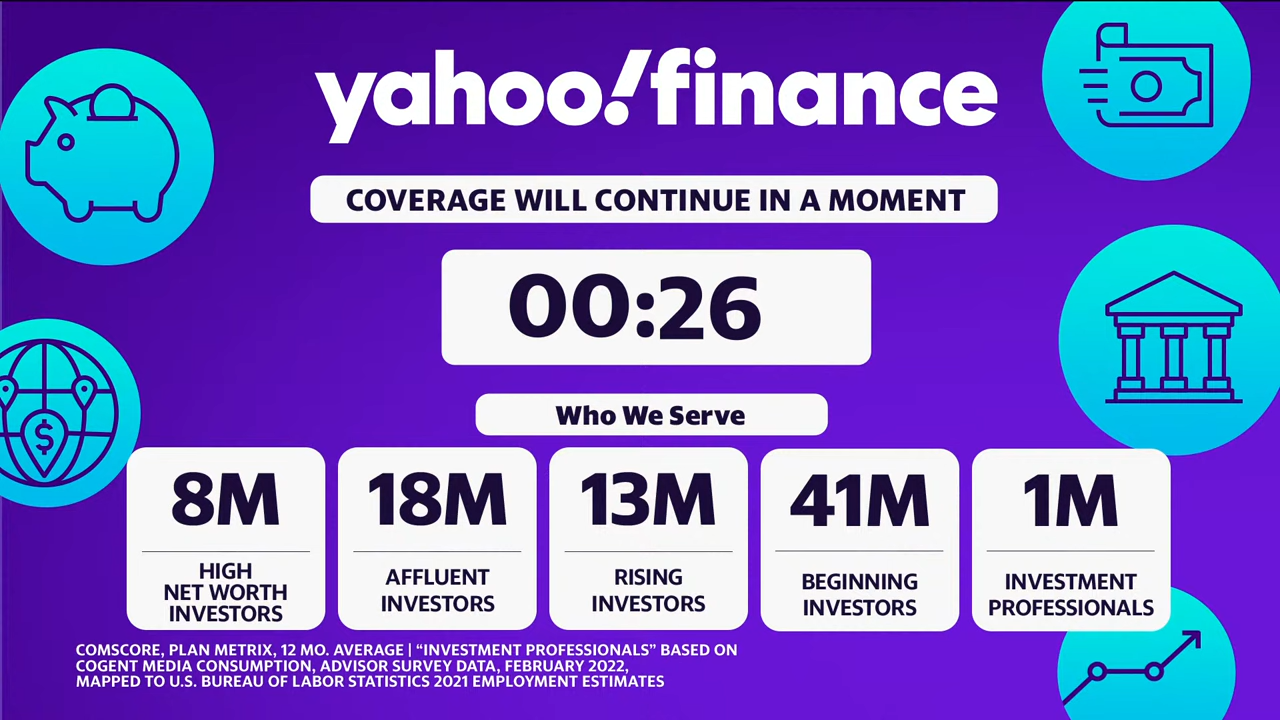 yahoo!finance
COVERAGE WILL CONTINUE IN A MOMENT
00:26
Who We Serve
8M
HIGH
NET WORTH
INVESTORS
18M
AFFLUENT
INVESTORS
13M
RISING
INVESTORS
41M
BEGINNING
INVESTORS
1M
INVESTMENT
PROFESSIONALS
$
COMSCORE, PLAN METRIX, 12 MO. AVERAGE | “INVESTMENT PROFESSIONALS” BASED ON
COGENT MEDIA CONSUMPTION, ADVISOR SURVEY DATA, FEBRUARY 2022,
MAPPED TO U.S. BUREAU OF LABOR STATISTICS 2021 EMPLOYMENT ESTIMATES